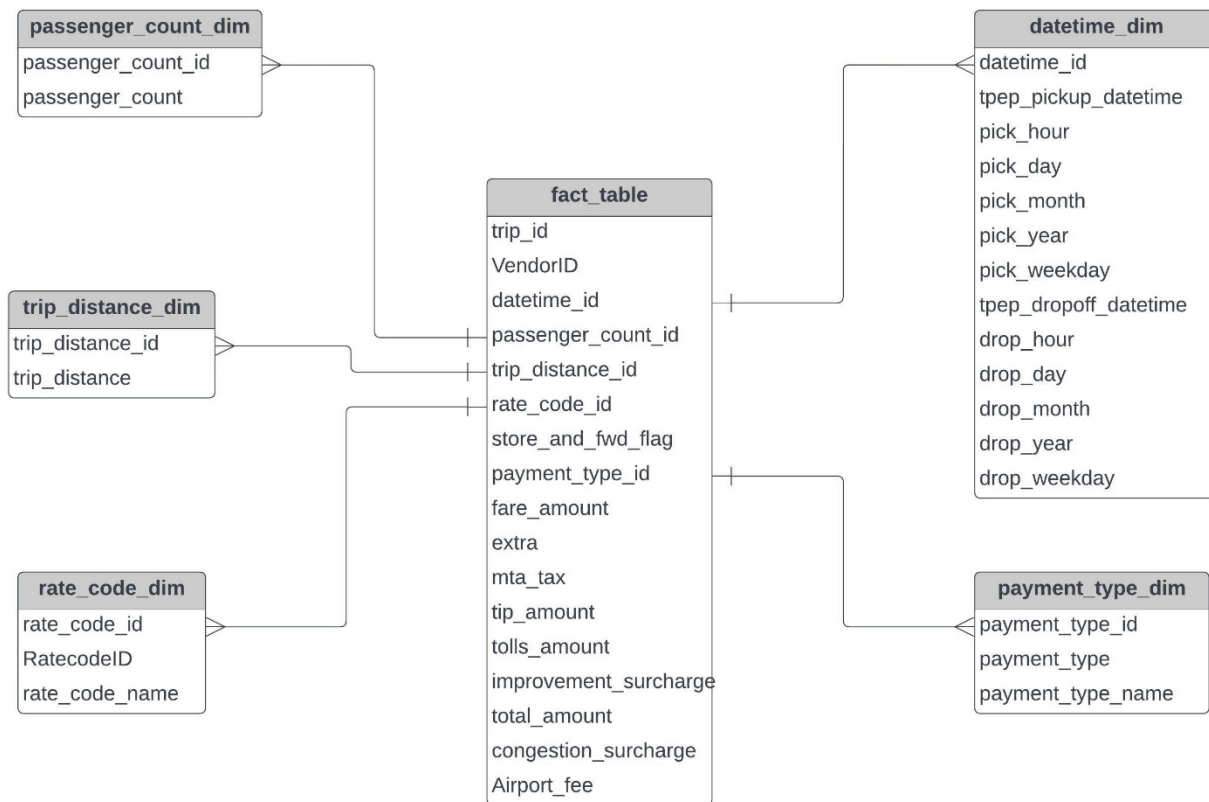 passenger_count_dim
passenger_count_id
passenger_count
trip_distance_dim
trip_distance_id
trip_distance
rate_code_dim
rate_code_id
RatecodeID
rate_code_name
fact_table
trip_id
VendorID
datetime_id
passenger_count_id
trip_distance_id
rate_code_id
store_and_fwd_flag
payment_type_id
fare_amount
extra
mta_tax
tip_amount
tolls_amount
improvement_surcharge
total_amount
congestion_surcharge
Airport_fee
datetime_dim
datetime_id
tpep_pickup_datetime
pick_hour
pick_day
pick_month
pick_year
pick_weekday
tpep_dropoff_datetime
drop_hour
drop_day
drop_month
drop_year
drop_weekday
payment_type_dim
payment_type_id
payment_type
payment_type_name